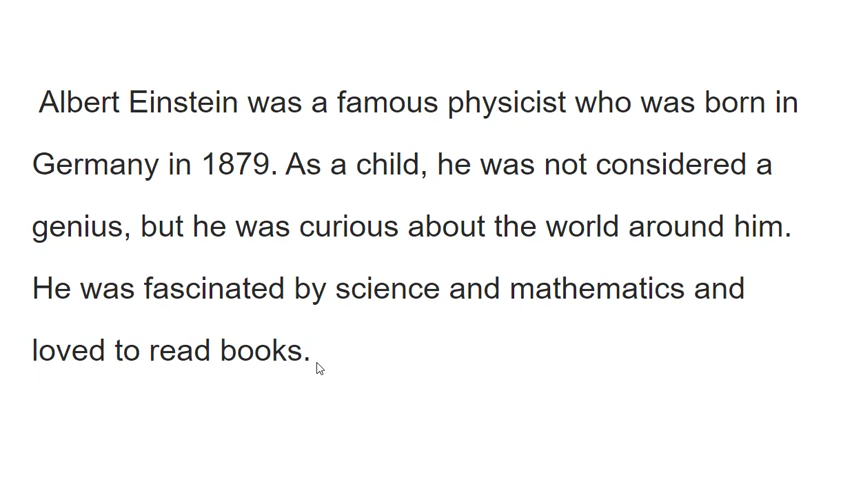 Albert Einstein was a famous physicist who was born in
Germany in 1879. As a child, he was not considered a
genius, but he was curious about the world around him.
He was fascinated by science and mathematics and
loved to read books.